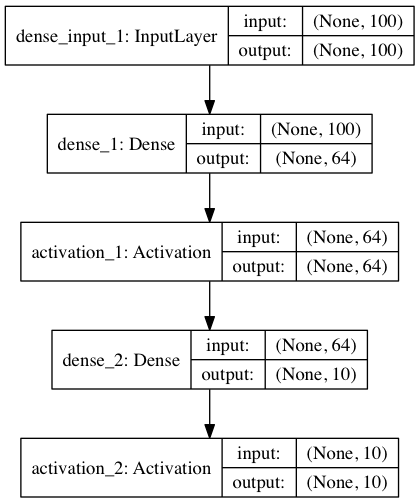 dense_input_1: InputLayer
input: (None, 100)
output: (None, 100)
dense_1: Dense
input: (None, 100)
output: (None, 64)
activation_1: Activation
input: (None, 64)
output: (None, 64)
dense_2: Dense
input: (None, 64)
output: (None, 10)
activation_2: Activation
input: (None, 10)
output: (None, 10)